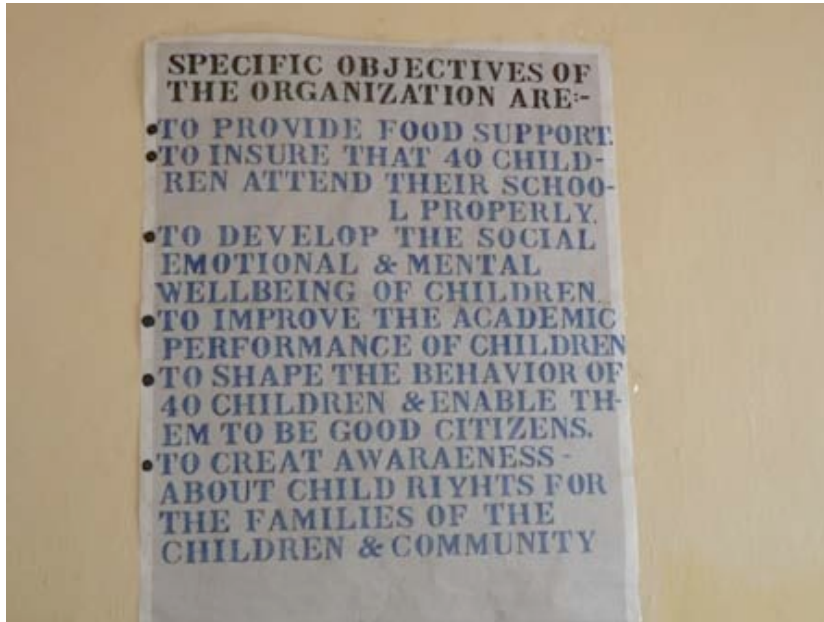 SPECIFIC OBJECTIVES OF
THE ORGANIZATION ARE:-
•TO PROVIDE FOOD SUPPORT.
•TO INSURE THAT 40 CHILD-
REN ATTEND THEIR SCHOO-
L PROPERLY.
•TO DEVELOP THE SOCIAL
EMOTIONAL & MENTAL
WELLBEING OF CHILDREN.
•TO IMPROVE THE ACADEMIC
PERFORMANCE OF CHILDREN
•TO SHAPE THE BEHAVIOR OF
40 CHILDREN & ENABLE TH-
EM TO BE GOOD CITIZENS.
•TO CREAT AWARAENESS -
ABOUT CHILD RIYHTS FOR
THE FAMILIES OF THE
CHILDREN & COMMUNITY